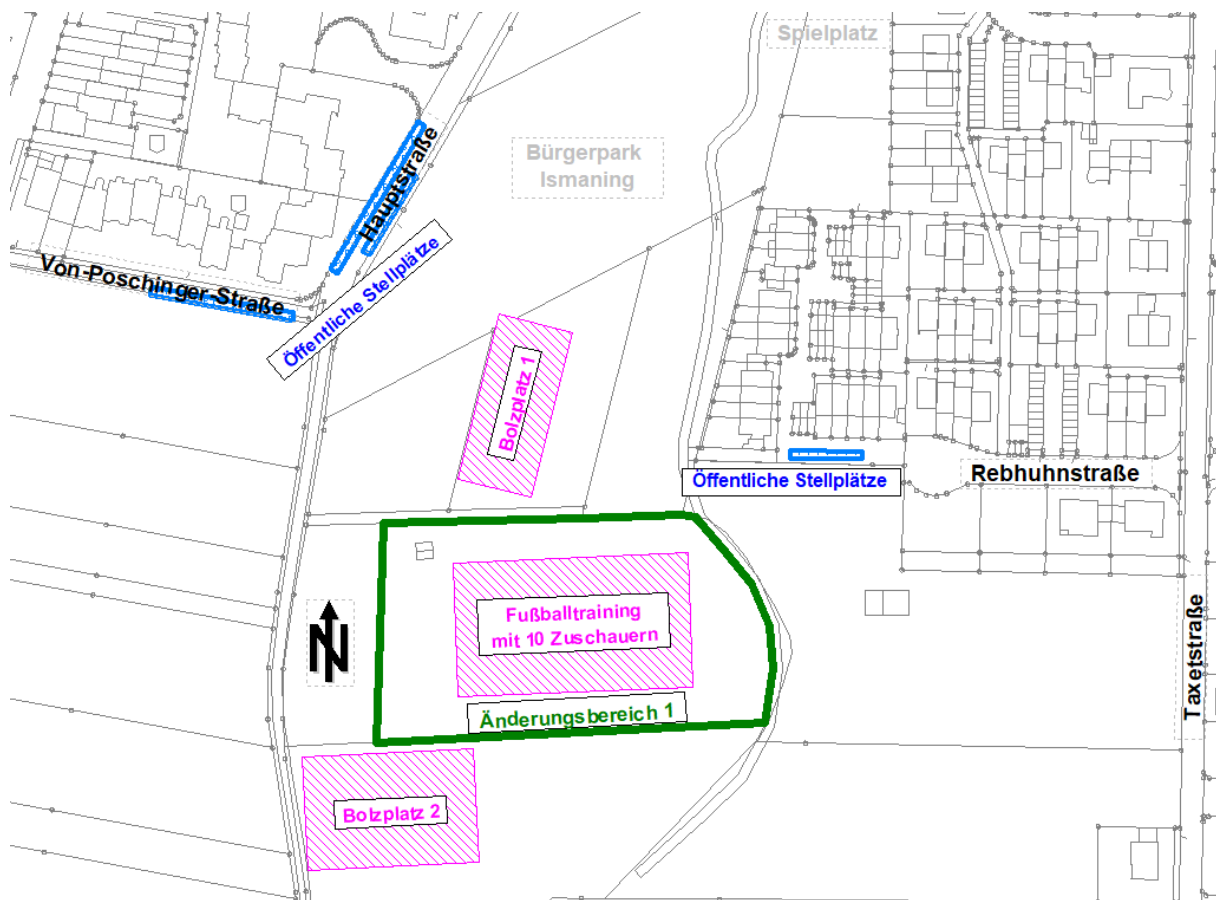 Spielplatz
Bürgerpark
Ismaning
Hauptstraße
Von-Poschinger-Straße
Öffentliche Stellplätze
Bolzplatz 1
Öffentliche Stellplätze
Rebhuhnstraße
Fußballtraining
mit 10 Zuschauern
N
Taxetstraße
Änderungsbereich 1
Bolzplatz 2